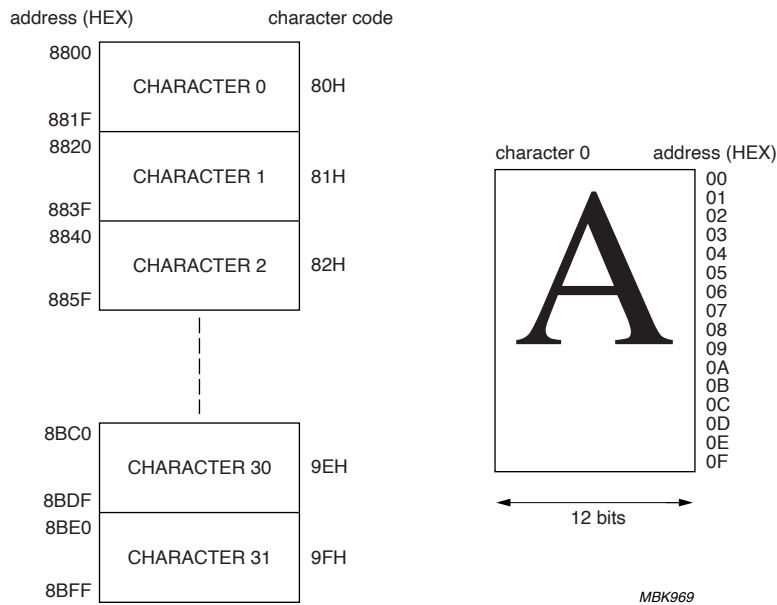 address (HEX) character code
8800
CHARACTER 0 80H
881F
8820
CHARACTER 1 81H
883F
8840
CHARACTER 2 82H
885F
8BC0
CHARACTER 30 9EH
8BDF
8BE0
CHARACTER 31 9FH
8BFF
character 0 address (HEX)
00
01
02
03
04
05
06
07
08
09
0A
0B
0C
0D
0E
0F
A
12 bits
MBK969